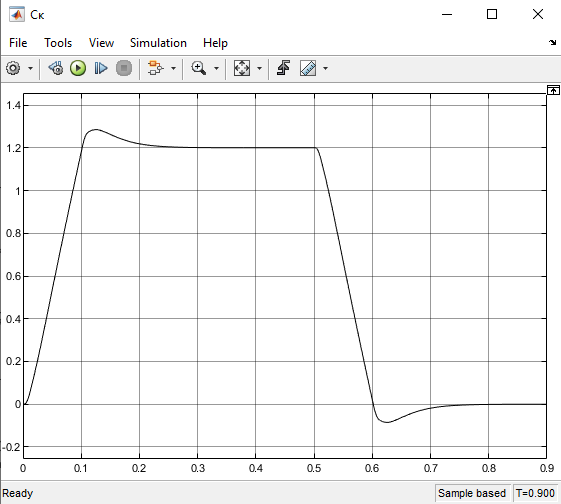 Ск
File Tools View Simulation Help
1.4
1.2
1
0.8
0.6
0.4
0.2
0
-0.2
0 0.1 0.2 0.3 0.4 0.5 0.6 0.7 0.8 0.9
Ready Sample based T=0.900